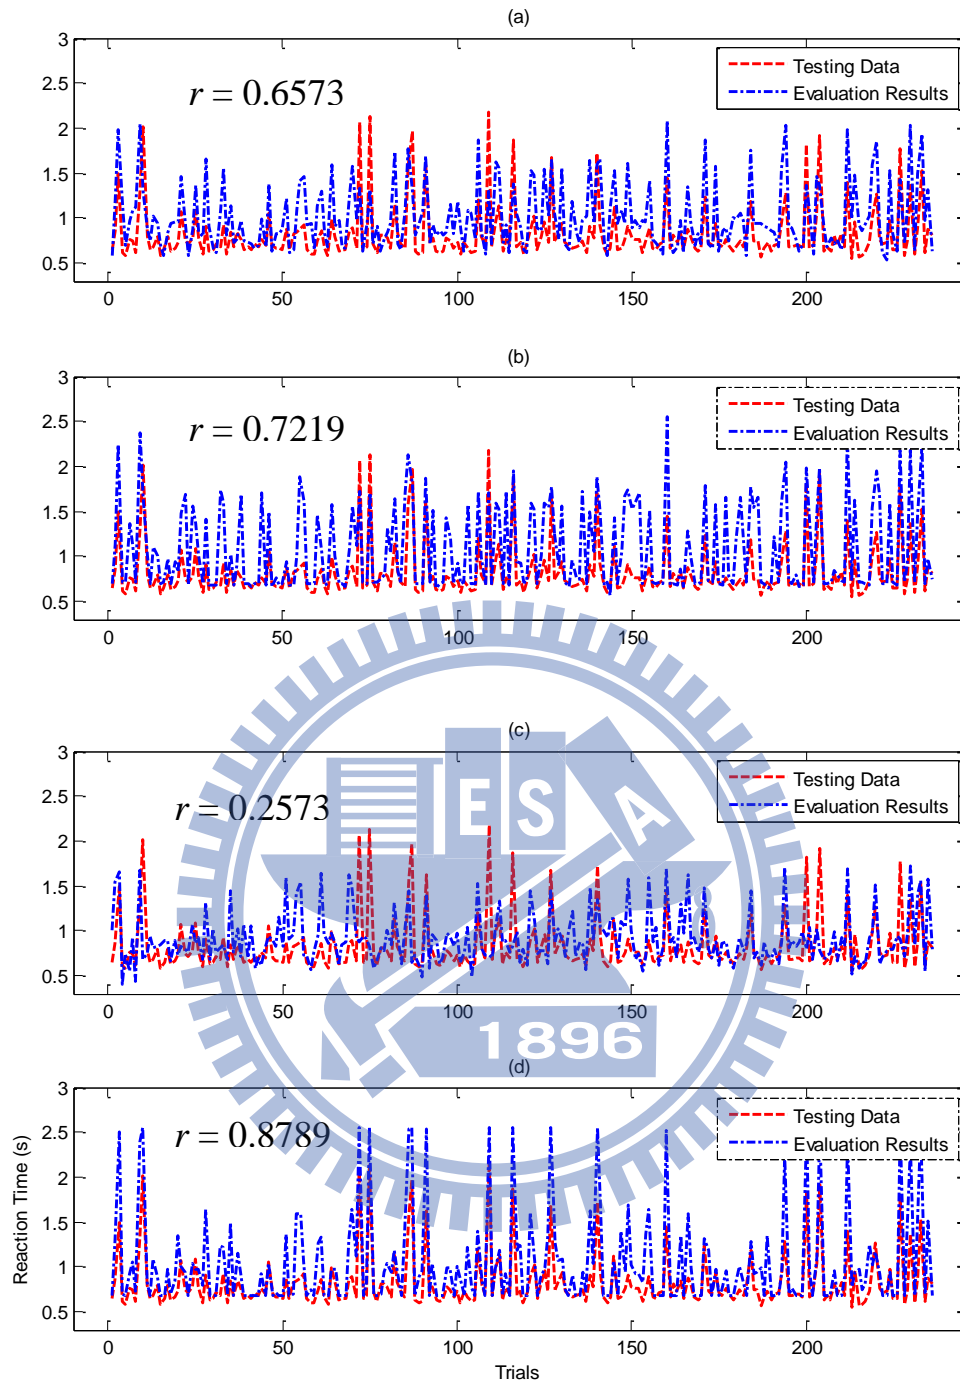 (a)
3
2.5
2
1.5
1
0.5
r = 0.6573
Testing Data
Evaluation Results
0 50 100 150 200
(b)
3
2.5
2
1.5
1
0.5
r = 0.7219
Testing Data
Evaluation Results
0 50 100 150 200
(c)
3
2.5
2
1.5
1
0.5
r = 0.2573
Testing Data
Evaluation Results
E S A
8
0 50 100 150 200
1896
(d)
3
2.5
2
1.5
1
0.5
r = 0.8789
Testing Data
Evaluation Results
Reaction Time (s)
0 50 100 150 200
Trials